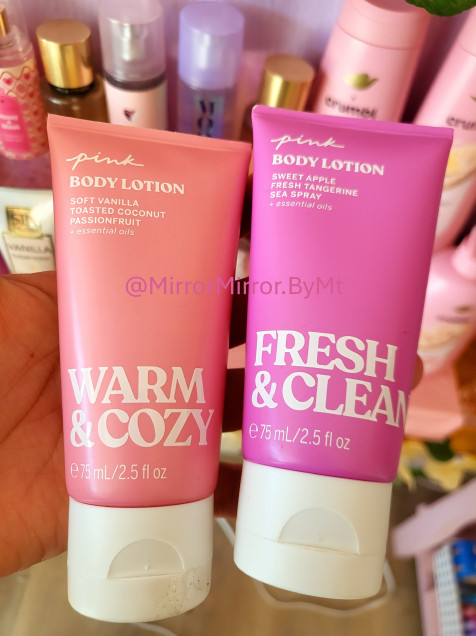 pink
BODY LOTION
SOFT VANILLA
TOASTED COCONUT
PASSIONFRUIT
+ essential oils
WARM
& COZY
℮ 75 mL/2.5 fl oz
pink
BODY LOTION
SWEET APPLE
FRESH TANGERINE
SEA SPRAY
+ essential oils
FRESH
& CLEAN
℮ 75 mL/2.5 fl oz
@MirrorMirror.ByMt
VANILLA